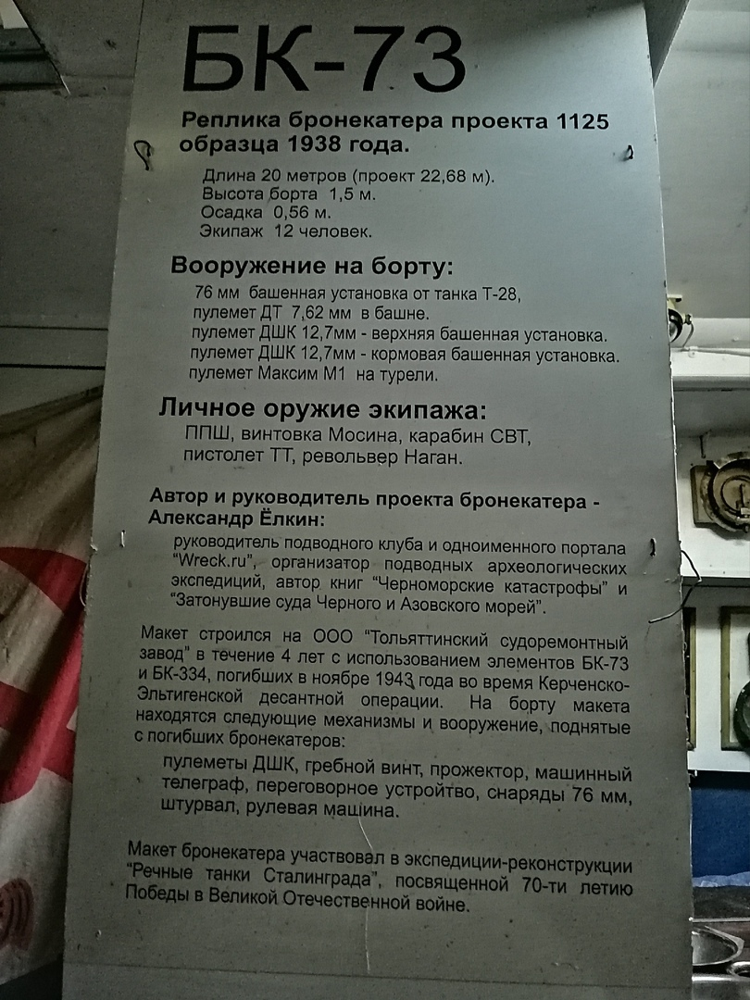 БК-73
Реплика бронекатера проекта 1125
образца 1938 года.
Длина 20 метров (проект 22,68 м).
Высота борта 1,5 м.
Осадка 0,56 м.
Экипаж 12 человек.
Вооружение на борту:
76 мм башенная установка от танка Т-28,
пулемет ДТ 7,62 мм в башне.
пулемет ДШК 12,7мм - верхняя башенная установка.
пулемет ДШК 12,7мм - кормовая башенная установка.
пулемет Максим М1 на турели.
Личное оружие экипажа:
ППШ, винтовка Мосина, карабин СВТ,
пистолет ТТ, револьвер Наган.
Автор и руководитель проекта бронекатера -
Александр Ёлкин:
руководитель подводного клуба и одноименного портала
“Wreck.ru”, организатор подводных археологических
экспедиций, автор книг “Черноморские катастрофы” и
“Затонувшие суда Черного и Азовского морей”.
Макет строился на ООО “Тольяттинский судоремонтный
завод” в течение 4 лет с использованием элементов БК-73
и БК-334, погибших в ноябре 1943 года во время Керченско-
Эльтигенской десантной операции. На борту макета
находятся следующие механизмы и вооружение, поднятые
с погибших бронекатеров:
пулеметы ДШК, гребной винт, прожектор, машинный
телеграф, переговорное устройтво, снаряды 76 мм,
штурвал, рулевая машина.
Макет бронекатера участвовал в экспедиции-реконструкции
“Речные танки Сталинграда”, посвященной 70-ти летию
Победы в Великой Отечественной войне.